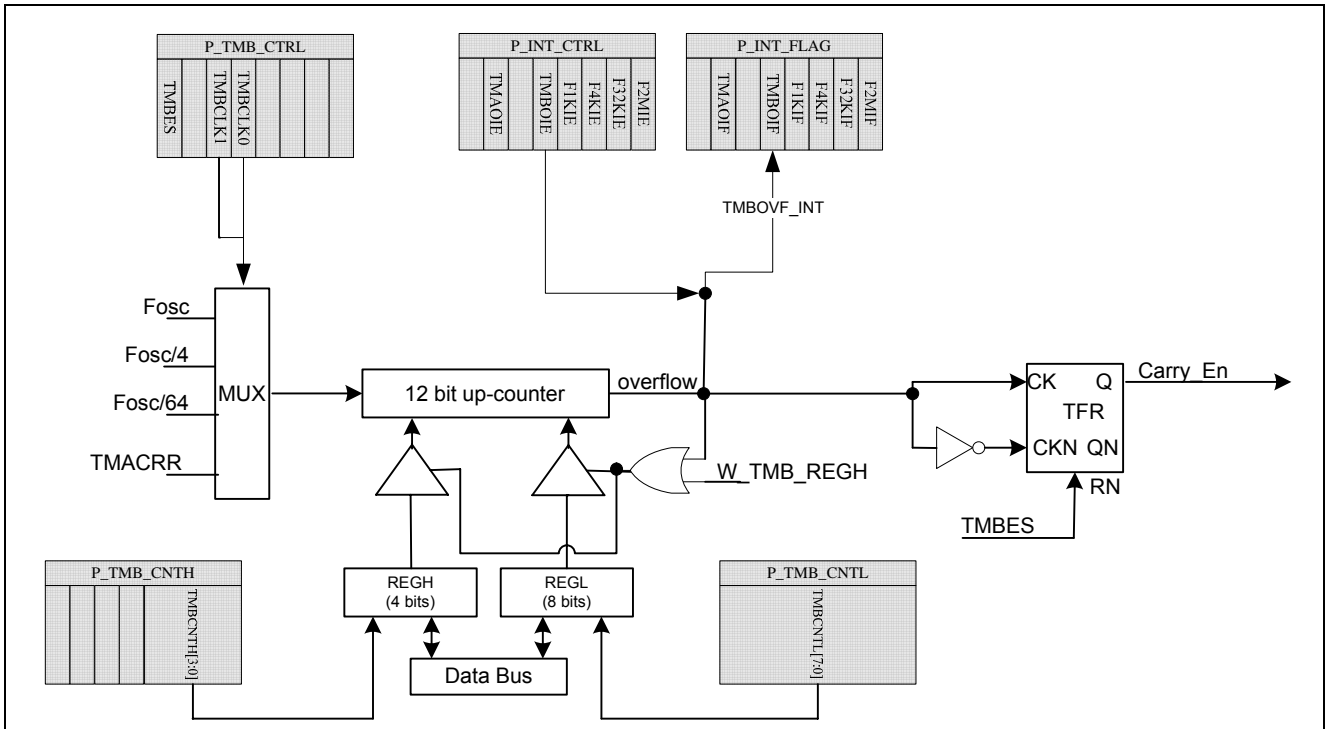 P_TMB_CTRL
TMBES
TMBCLK1
TMBCLK0
P_INT_CTRL
TMAOIE
TMBOIE
F1KIE
F4KIE
F32KIE
F2MIE
P_INT_FLAG
TMAOIF
TMBOIF
F1KIF
F4KIF
F32KIF
F2MIF
TMBOVF_INT
Fosc
Fosc/4
Fosc/64
TMACRR
MUX
12 bit up-counter
overflow
W_TMB_REGH
CK Q
TFR
CKN QN
RN
Carry_En
TMBES
P_TMB_CNTH
TMBCNTH[3:0]
REGH
(4 bits)
REGL
(8 bits)
Data Bus
P_TMB_CNTL
TMBCNTL[7:0]